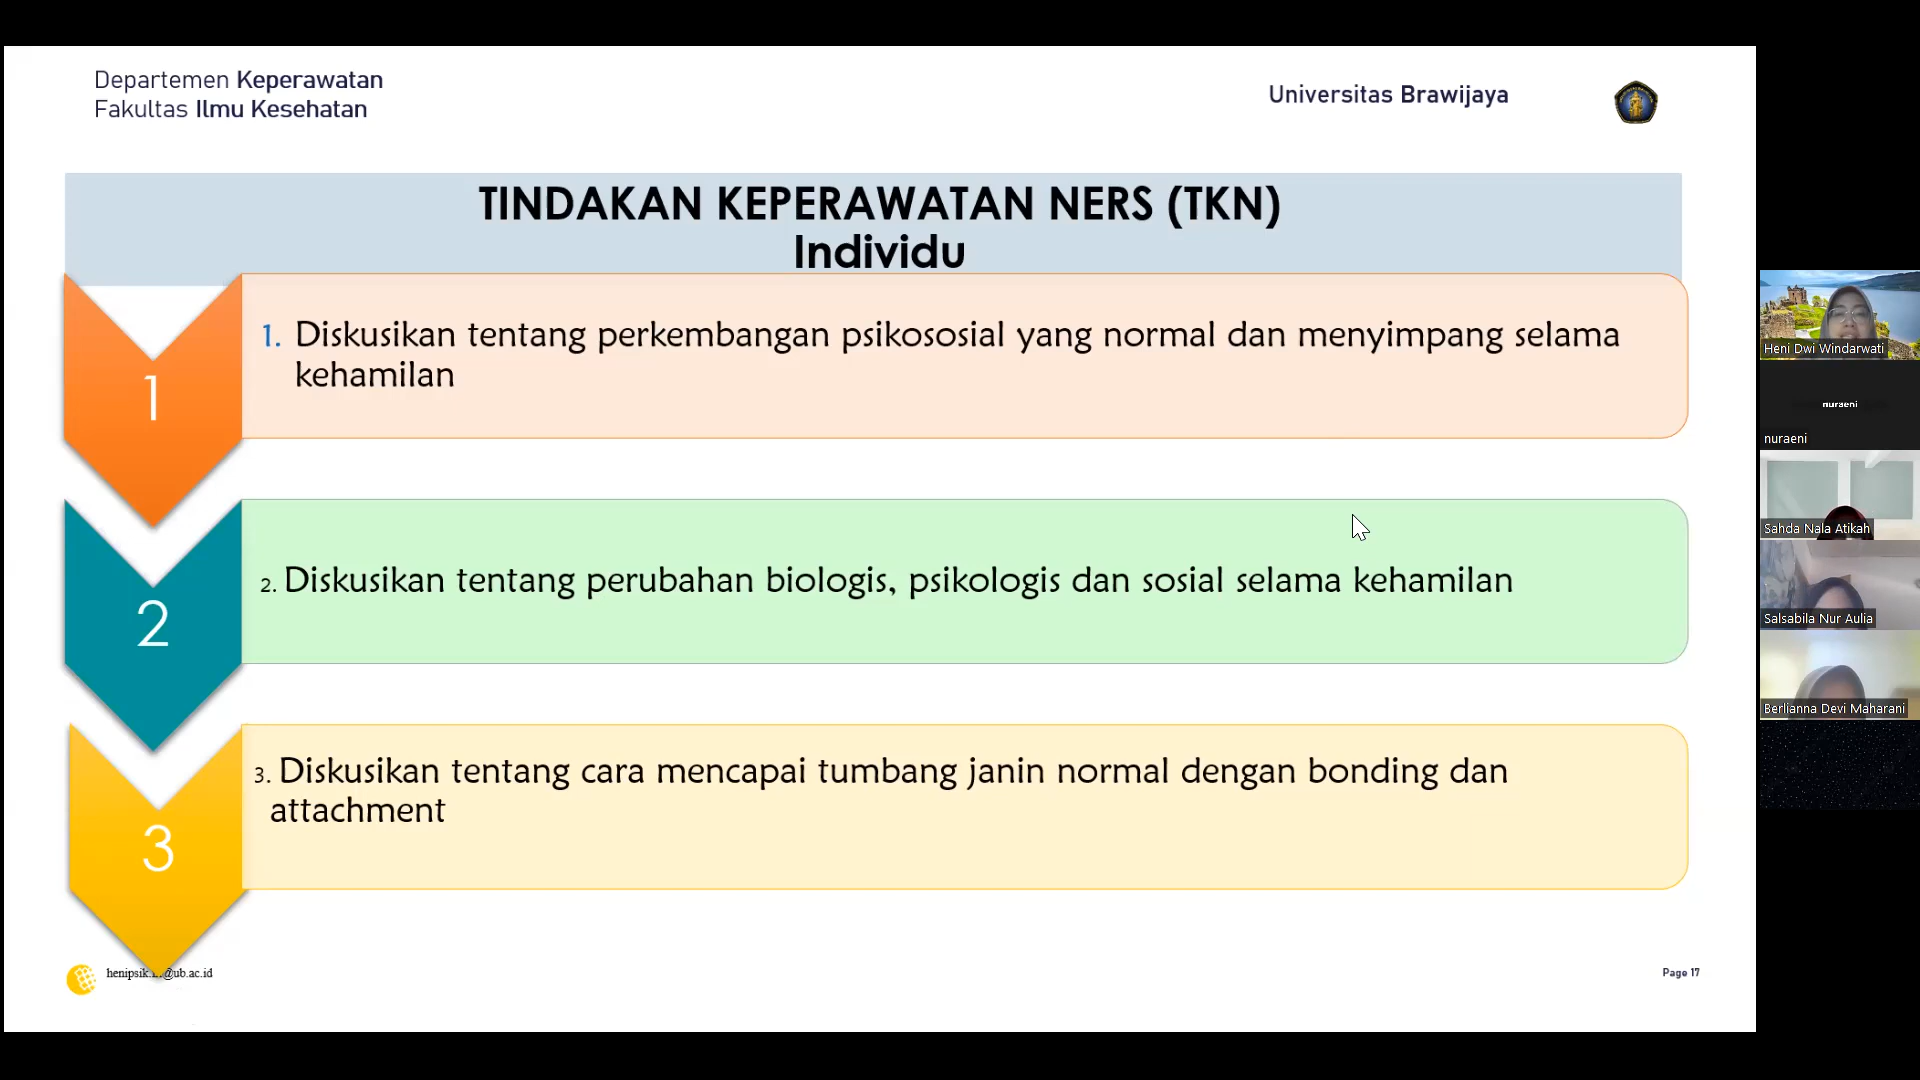 Departemen Keperawatan
Fakultas Ilmu Kesehatan
Universitas Brawijaya
TINDAKAN KEPERAWATAN NERS (TKN)
Individu
1
1. Diskusikan tentang perkembangan psikososial yang normal dan menyimpang selama
kehamilan
2
2. Diskusikan tentang perubahan biologis, psikologis dan sosial selama kehamilan
3
3. Diskusikan tentang cara mencapai tumbang janin normal dengan bonding dan
attachment
@ub.ac.id
Page 17
Heni Dwi Windarwati
nuraeni
nuraeni
Sahda Nala Atikah
Salsabila Nur Aulia
Berlianna Devi Maharani